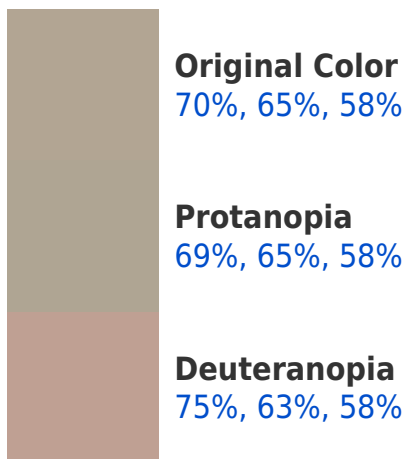 Original Color
70%, 65%, 58%
Protanopia
69%, 65%, 58%
Deuteranopia
75%, 63%, 58%